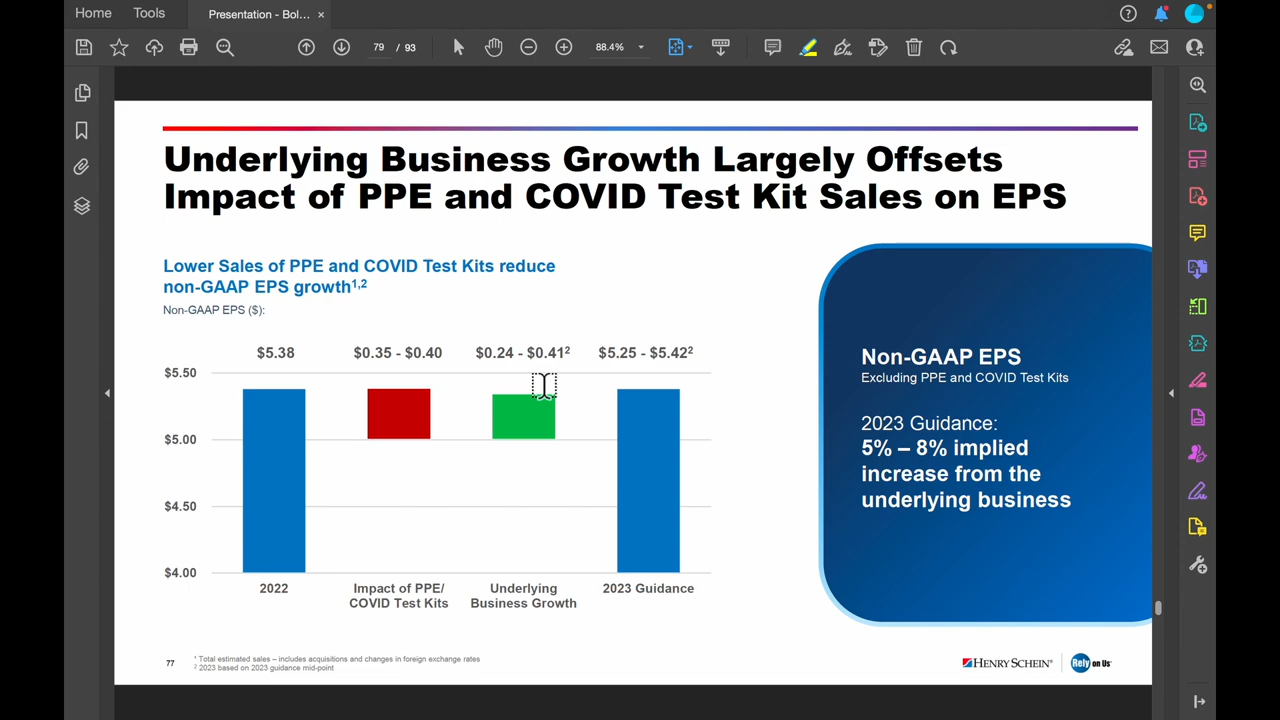 Home Tools Presentation - Bol... ×
79 / 93 88.4%
Underlying Business Growth Largely Offsets
Impact of PPE and COVID Test Kit Sales on EPS
Lower Sales of PPE and COVID Test Kits reduce
non-GAAP EPS growth1,2
Non-GAAP EPS ($):
$5.38 $0.35 - $0.40 $0.24 - $0.41² $5.25 - $5.42²
$5.50
$5.00
$4.50
$4.00
2022
Impact of PPE/
COVID Test Kits
Underlying
Business Growth
2023 Guidance
Non-GAAP EPS
Excluding PPE and COVID Test Kits
2023 Guidance:
5% – 8% implied
increase from the
underlying business
77
¹ Total estimated sales – includes acquisitions and changes in foreign exchange rates
² 2023 based on 2023 guidance mid-point
HENRY SCHEIN®
Rely on Us